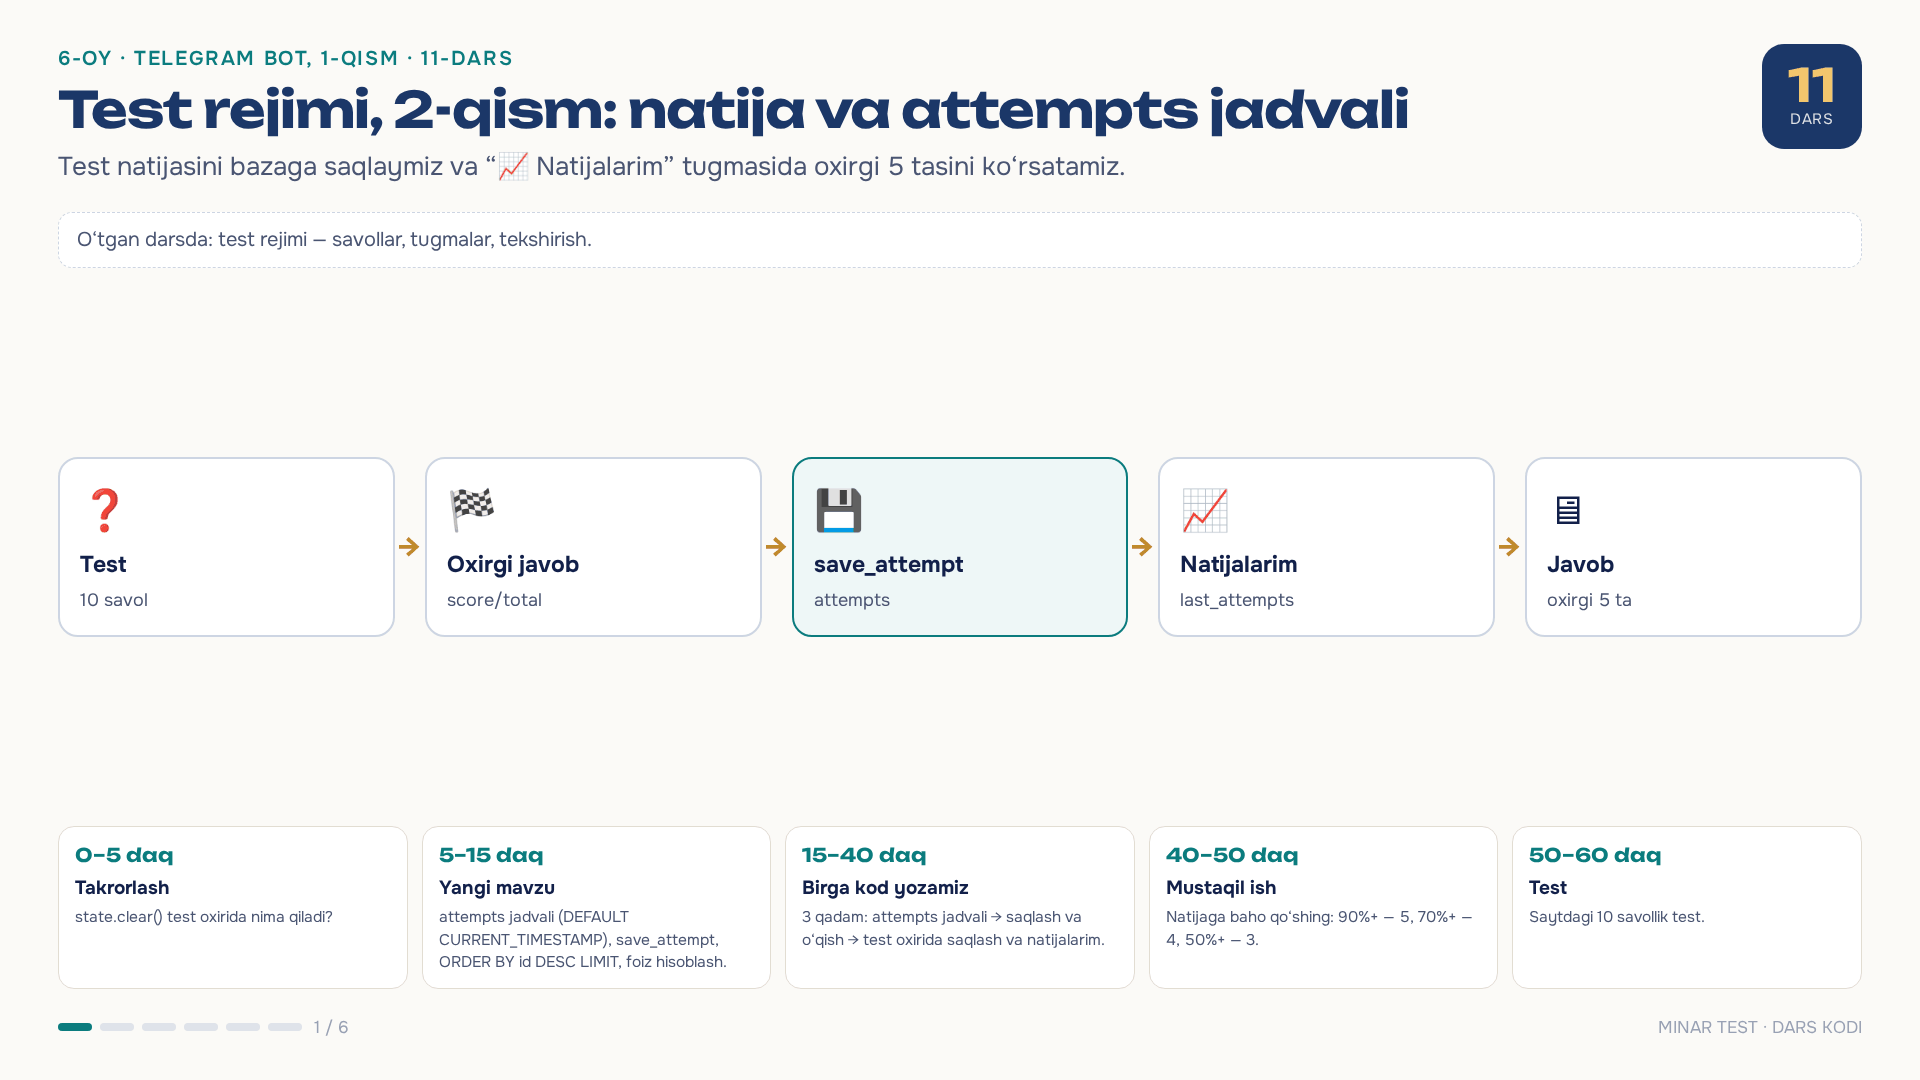 6-OY · TELEGRAM BOT, 1-QISM · 11-DARS
Test rejimi, 2-qism: natija va attempts jadvali
Test natijasini bazaga saqlaymiz va “📈 Natijalarim” tugmasida oxirgi 5 tasini ko‘rsatamiz.
11
DARS
O‘tgan darsda: test rejimi — savollar, tugmalar, tekshirish.
❓
Test
10 savol
→
🏁
Oxirgi javob
score/total
→
💾
save_attempt
attempts
→
📈
Natijalarim
last_attempts
→
🖥
Javob
oxirgi 5 ta
0–5 daq
Takrorlash
state.clear() test oxirida nima qiladi?
5–15 daq
Yangi mavzu
attempts jadvali (DEFAULT
CURRENT_TIMESTAMP), save_attempt,
ORDER BY id DESC LIMIT, foiz hisoblash.
15–40 daq
Birga kod yozamiz
3 qadam: attempts jadvali → saqlash va
o‘qish → test oxirida saqlash va natijalarim.
40–50 daq
Mustaqil ish
Natijaga baho qo‘shing: 90%+ — 5, 70%+ —
4, 50%+ — 3.
50–60 daq
Test
Saytdagi 10 savollik test.
1 / 6
MINAR TEST · DARS KODI